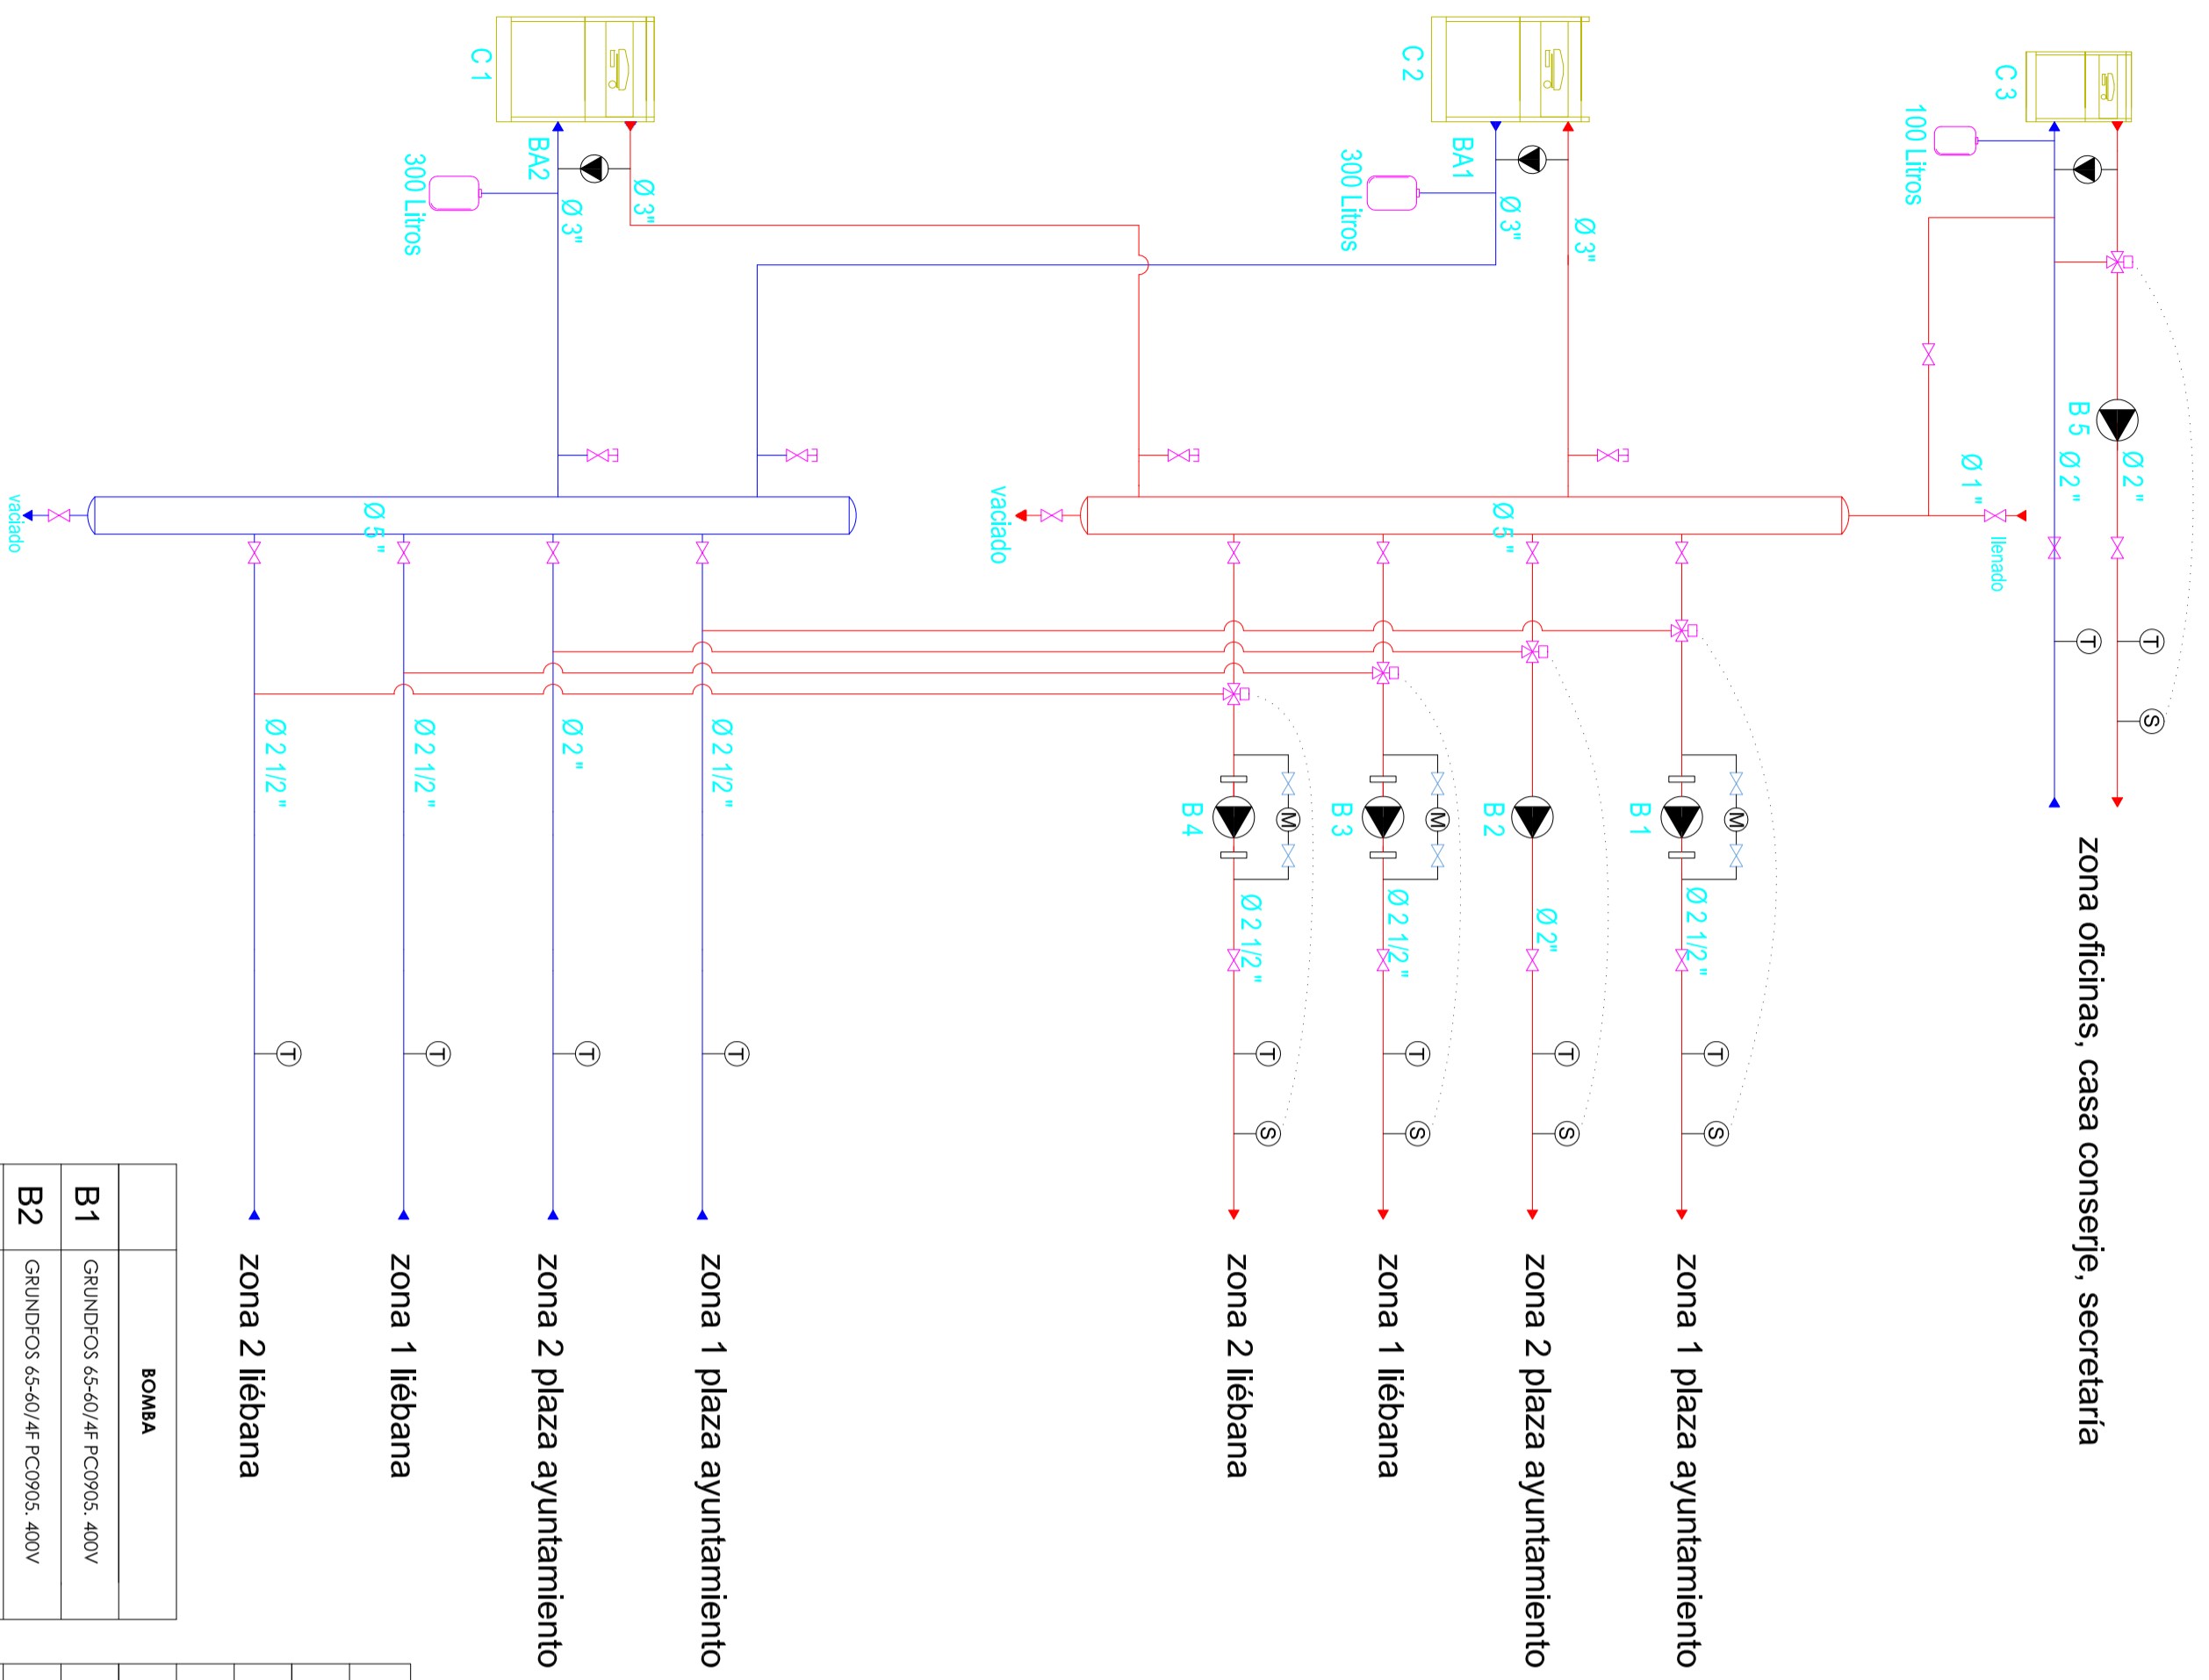 T
S
Ø 2"
T
zona oficinas, casa conserje, secretaría
B 5
Ø 2 "
C 3
llenado
Ø 1 "
100 Litros
M
T
S
Ø 2 1/2 "
zona 1 plaza ayuntamiento
B 1
Ø 3"
T
S
Ø 2"
zona 2 plaza ayuntamiento
Ø 3"
Ø 5 "
B 2
BA1
M
T
S
C 2
Ø 2 1/2 "
zona 1 liébana
300 Litros
B 3
M
T
S
Ø 2 1/2 "
zona 2 liébana
B 4
vaciado
T
Ø 2 1/2 "
zona 1 plaza ayuntamiento
Ø 3"
T
Ø 3"
Ø 2 "
zona 2 plaza ayuntamiento
BA2
C 1
T
Ø 2 1/2 "
300 Litros
zona 1 liébana
Ø 5 "
T
Ø 2 1/2 "
zona 2 liébana
BOMBA
B1 GRUNDFOS 65-60/4F PC0905. 400V
B2 GRUNDFOS 65-60/4F PC0905. 400V
vaciado